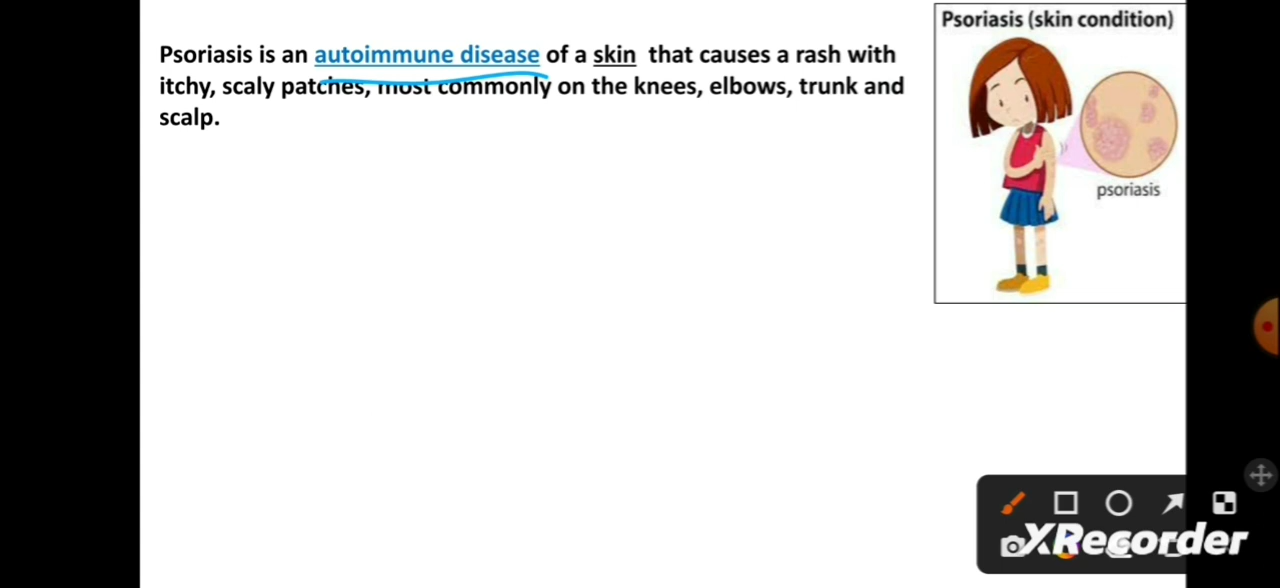 Psoriasis (skin condition)
Psoriasis is an autoimmune disease of a skin that causes a rash with
itchy, scaly patches, most commonly on the knees, elbows, trunk and
scalp.
psoriasis
XRecorder